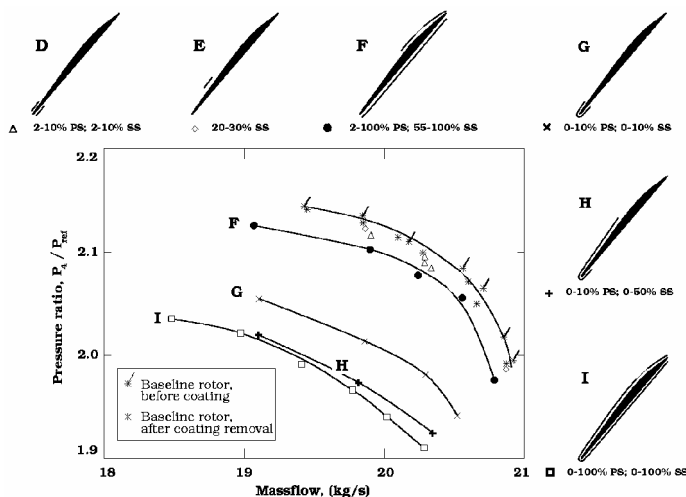 D
E
F
G
2-10% PS; 2-10% SS
20-30% SS
2-100% PS; 55-100% SS
0-10% PS; 0-10% SS
2.2
2.1
2.0
1.9
Pressure ratio, P4 / Pref
F
G
I
H
Baseline rotor,
before coating
Baseline rotor,
after coating removal
18
19
20
21
Massflow, (kg/s)
H
0-10% PS; 0-50% SS
I
0-100% PS; 0-100% SS